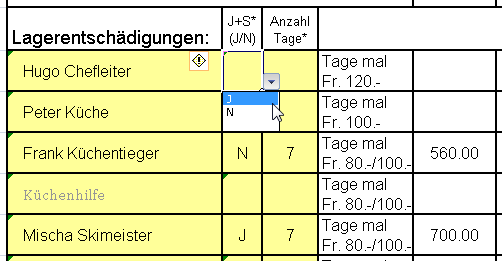 Lagerentschädigungen: J+S* (J/N) Anzahl Tage*
Hugo Chefleiter Tage mal Fr. 120.-
J
N
Peter Küche Tage mal Fr. 100.-
Frank Küchentieger N 7 Tage mal Fr. 80.-/100.- 560.00
Küchenhilfe Tage mal Fr. 80.-/100.-
Mischa Skimeister J 7 Tage mal Fr. 80.-/100.- 700.00